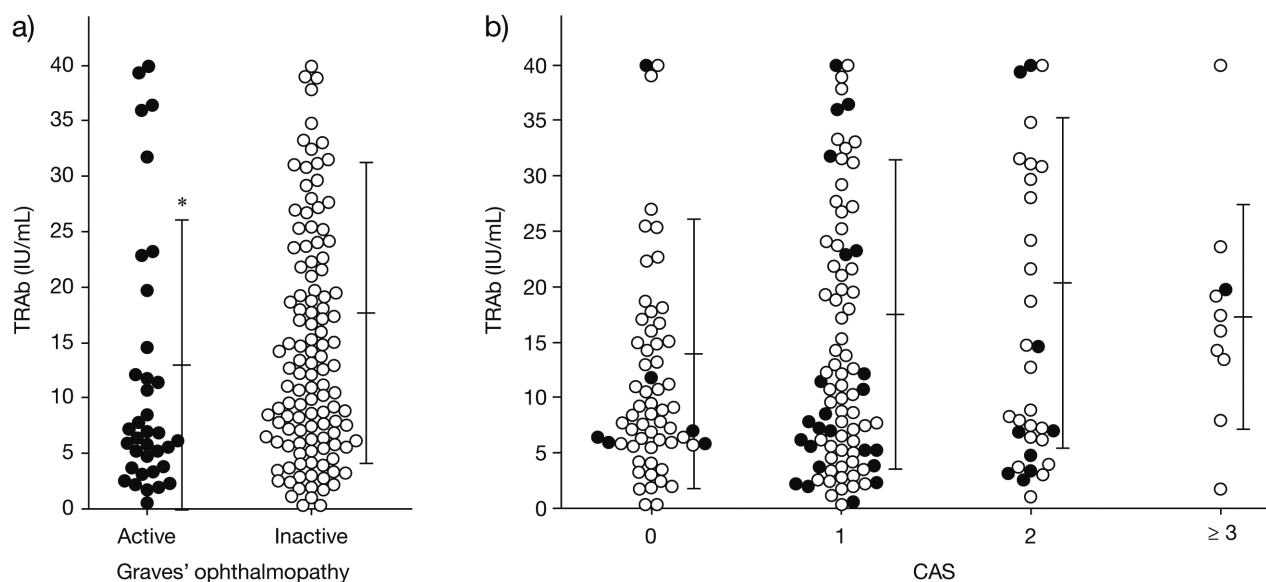 a)
TRAb (IU/mL)
40
35
30
25
20
15
10
5
0
*
Active Inactive
Graves’ ophthalmopathy
b)
TRAb (IU/mL)
40
35
30
25
20
15
10
5
0
0 1 2 ≥ 3
CAS